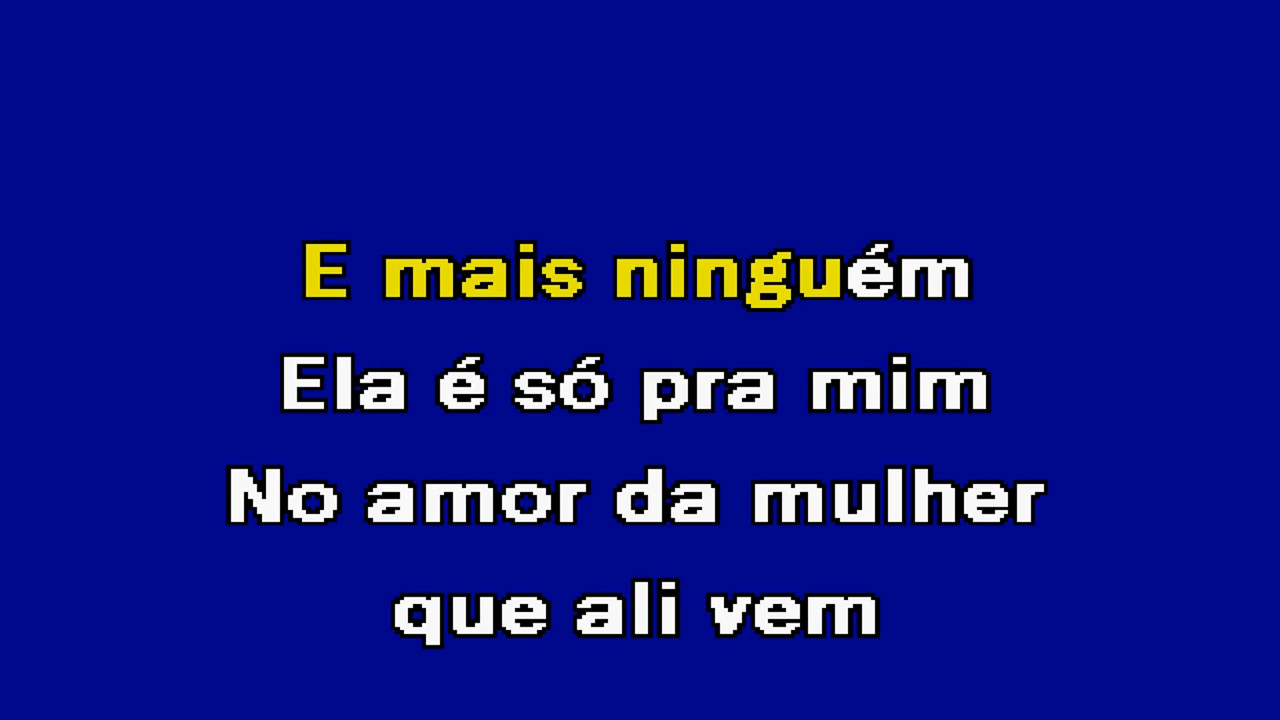 E mais ninguém
Ela é só pra mim
No amor da mulher
que ali vem